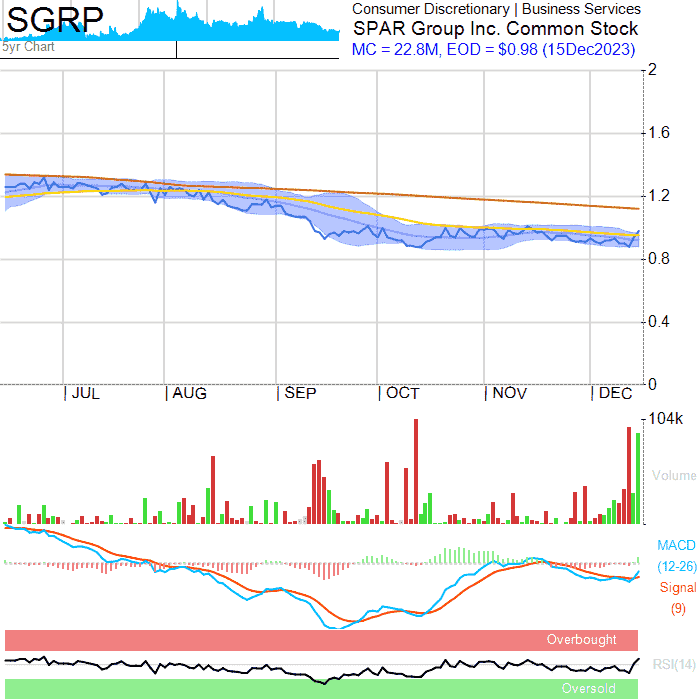 SGRP
5yr Chart
Consumer Discretionary | Business Services
SPAR Group Inc. Common Stock
MC = 22.8M, EOD = $0.98 (15Dec2023)
2
1.6
1.2
0.8
0.4
0
JUL AUG SEP OCT NOV DEC
104k
Volume
MACD
(12-26)
Signal
(9)
Overbought
RSI(14)
Oversold